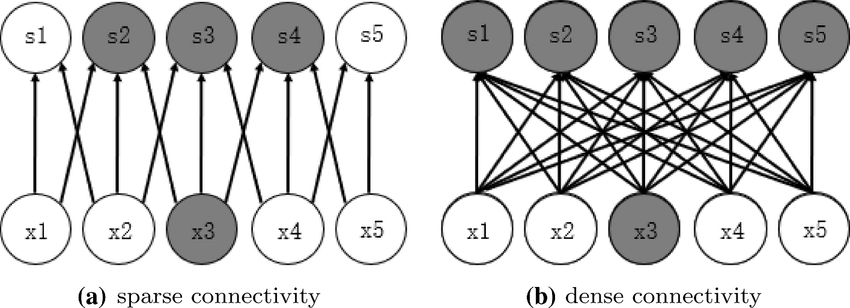 s1 s2 s3 s4 s5 s1 s2 s3 s4 s5
x1 x2 x3 x4 x5 x1 x2 x3 x4 x5
(a) sparse connectivity (b) dense connectivity